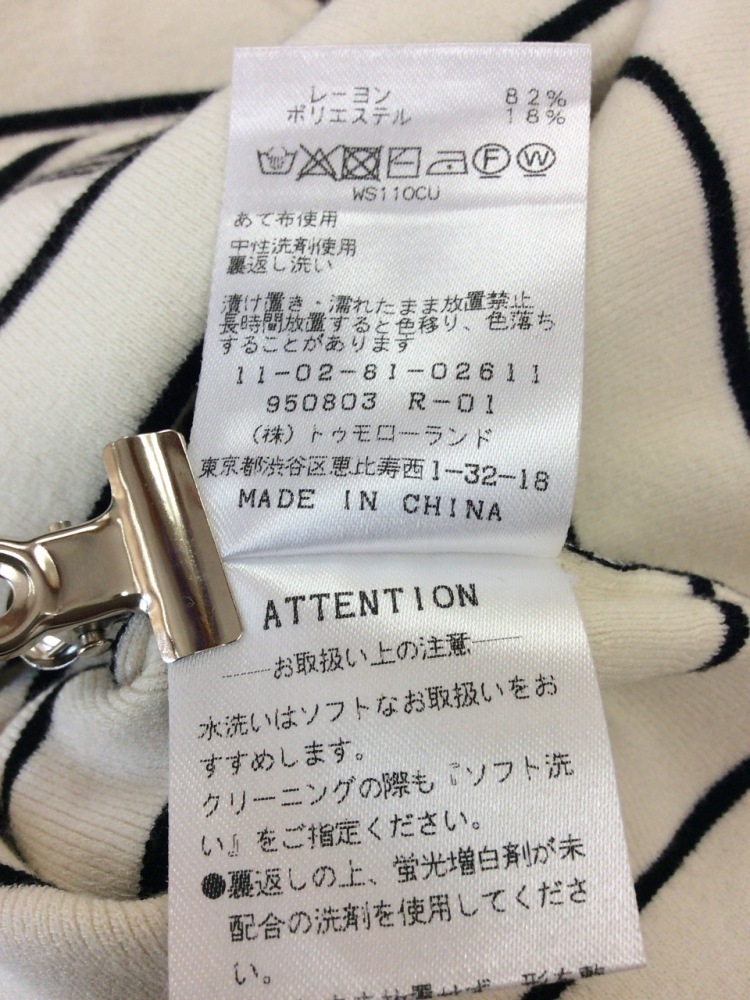 レーヨン 82%
ポリエステル 18%
F W
WS110CU
あて布使用
中性洗剤使用
裏返し洗い
漬け置き・濡れたまま放置禁止
長時間放置すると色移り、色落ち
することがあります
11-02-81-02611
950803 R-01
(株)トゥモローランド
東京都渋谷区恵比寿西1-32-18
MADE IN CHINA
ATTENTION
お取扱い上の注意
水洗いはソフトなお取扱いをお
すすめします。
クリーニングの際も『ソフト洗
い』をご指定ください。
●裏返しの上、蛍光増白剤が未
配合の洗剤を使用してくださ
い。